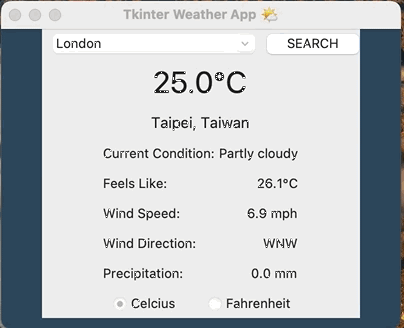 Tkinter Weather App 🌤️
London SEARCH
25.0°C
Taipei, Taiwan
Current Condition: Partly cloudy
Feels Like: 26.1°C
Wind Speed: 6.9 mph
Wind Direction: WNW
Precipitation: 0.0 mm
Celcius Fahrenheit